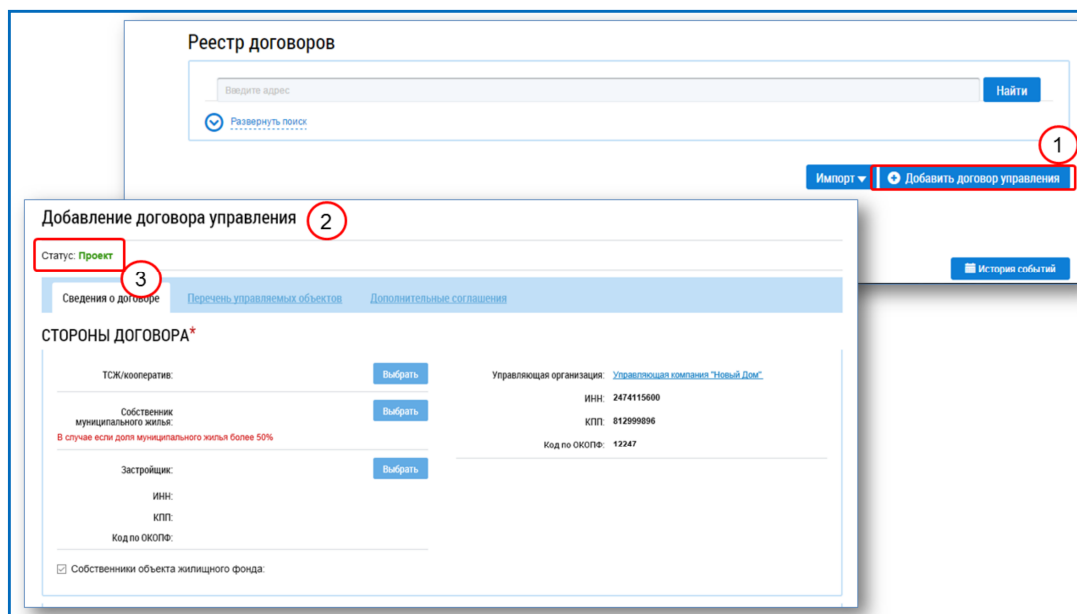 Реестр договоров
Введите адрес
Найти
Развернуть поиск
1
Импорт
Добавить договор управления
История событий
Добавление договора управления
2
Статус: Проект
3
Сведения о договоре Перечень управляемых объектов Дополнительные соглашения
СТОРОНЫ ДОГОВОРА*
ТСЖ/кооператив: Выбрать
Собственник
муниципального жилья: Выбрать
В случае если доля муниципального жилья более 50%
Застройщик: Выбрать
ИНН:
КПП:
Код по ОКОПФ:
Собственники объекта жилищного фонда:
Управляющая организация: Управляющая компания "Новый Дом"
ИНН: 2474115600
КПП: 812999896
Код по ОКОПФ: 12247